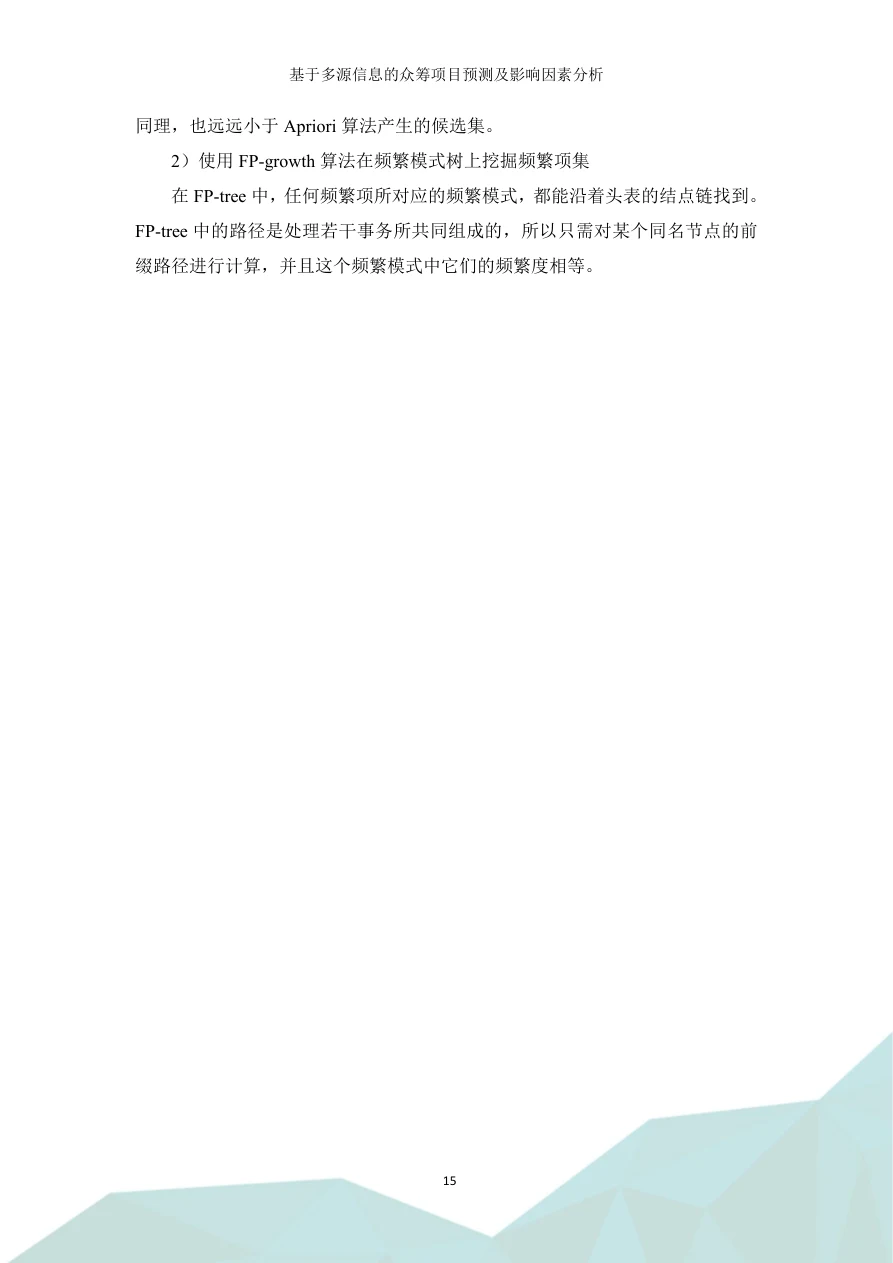 基于多源信息的众筹项目预测及影响因素分析
同理，也远远小于 Apriori 算法产生的候选集。
2）使用 FP-growth 算法在频繁模式树上挖掘频繁项集
在 FP-tree 中，任何频繁项所对应的频繁模式，都能沿着头表的结点链找到。
FP-tree 中的路径是处理若干事务所共同组成的，所以只需对某个同名节点的前
缀路径进行计算，并且这个频繁模式中它们的频繁度相等。
15